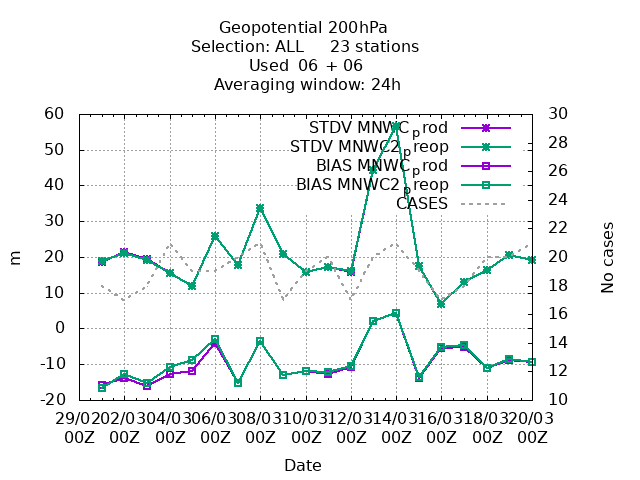 Geopotential 200hPa
Selection: ALL 23 stations
Used 06 + 06
Averaging window: 24h
STDV MNWC_prod
STDV MNWC2_preop
BIAS MNWC_prod
BIAS MNWC2_preop
CASES
60
50
40
30
20
10
0
-10
-20
m
30
28
26
24
22
20
18
16
14
12
10
No cases
29/02 02/03 04/03 06/03 08/03 10/03 12/03 14/03 16/03 18/03 20/03
00Z 00Z 00Z 00Z 00Z 00Z 00Z 00Z 00Z 00Z 00Z
Date